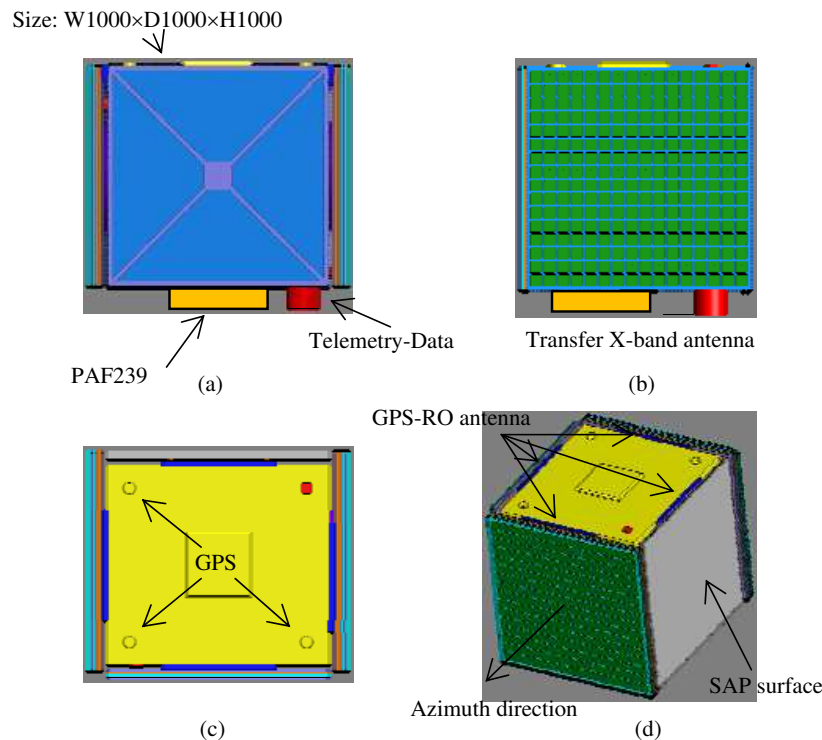 Size: W1000×D1000×H1000
Telemetry-Data
PAF239
(a)
Transfer X-band antenna
(b)
GPS
(c)
GPS-RO antenna
SAP surface
Azimuth direction
(d)